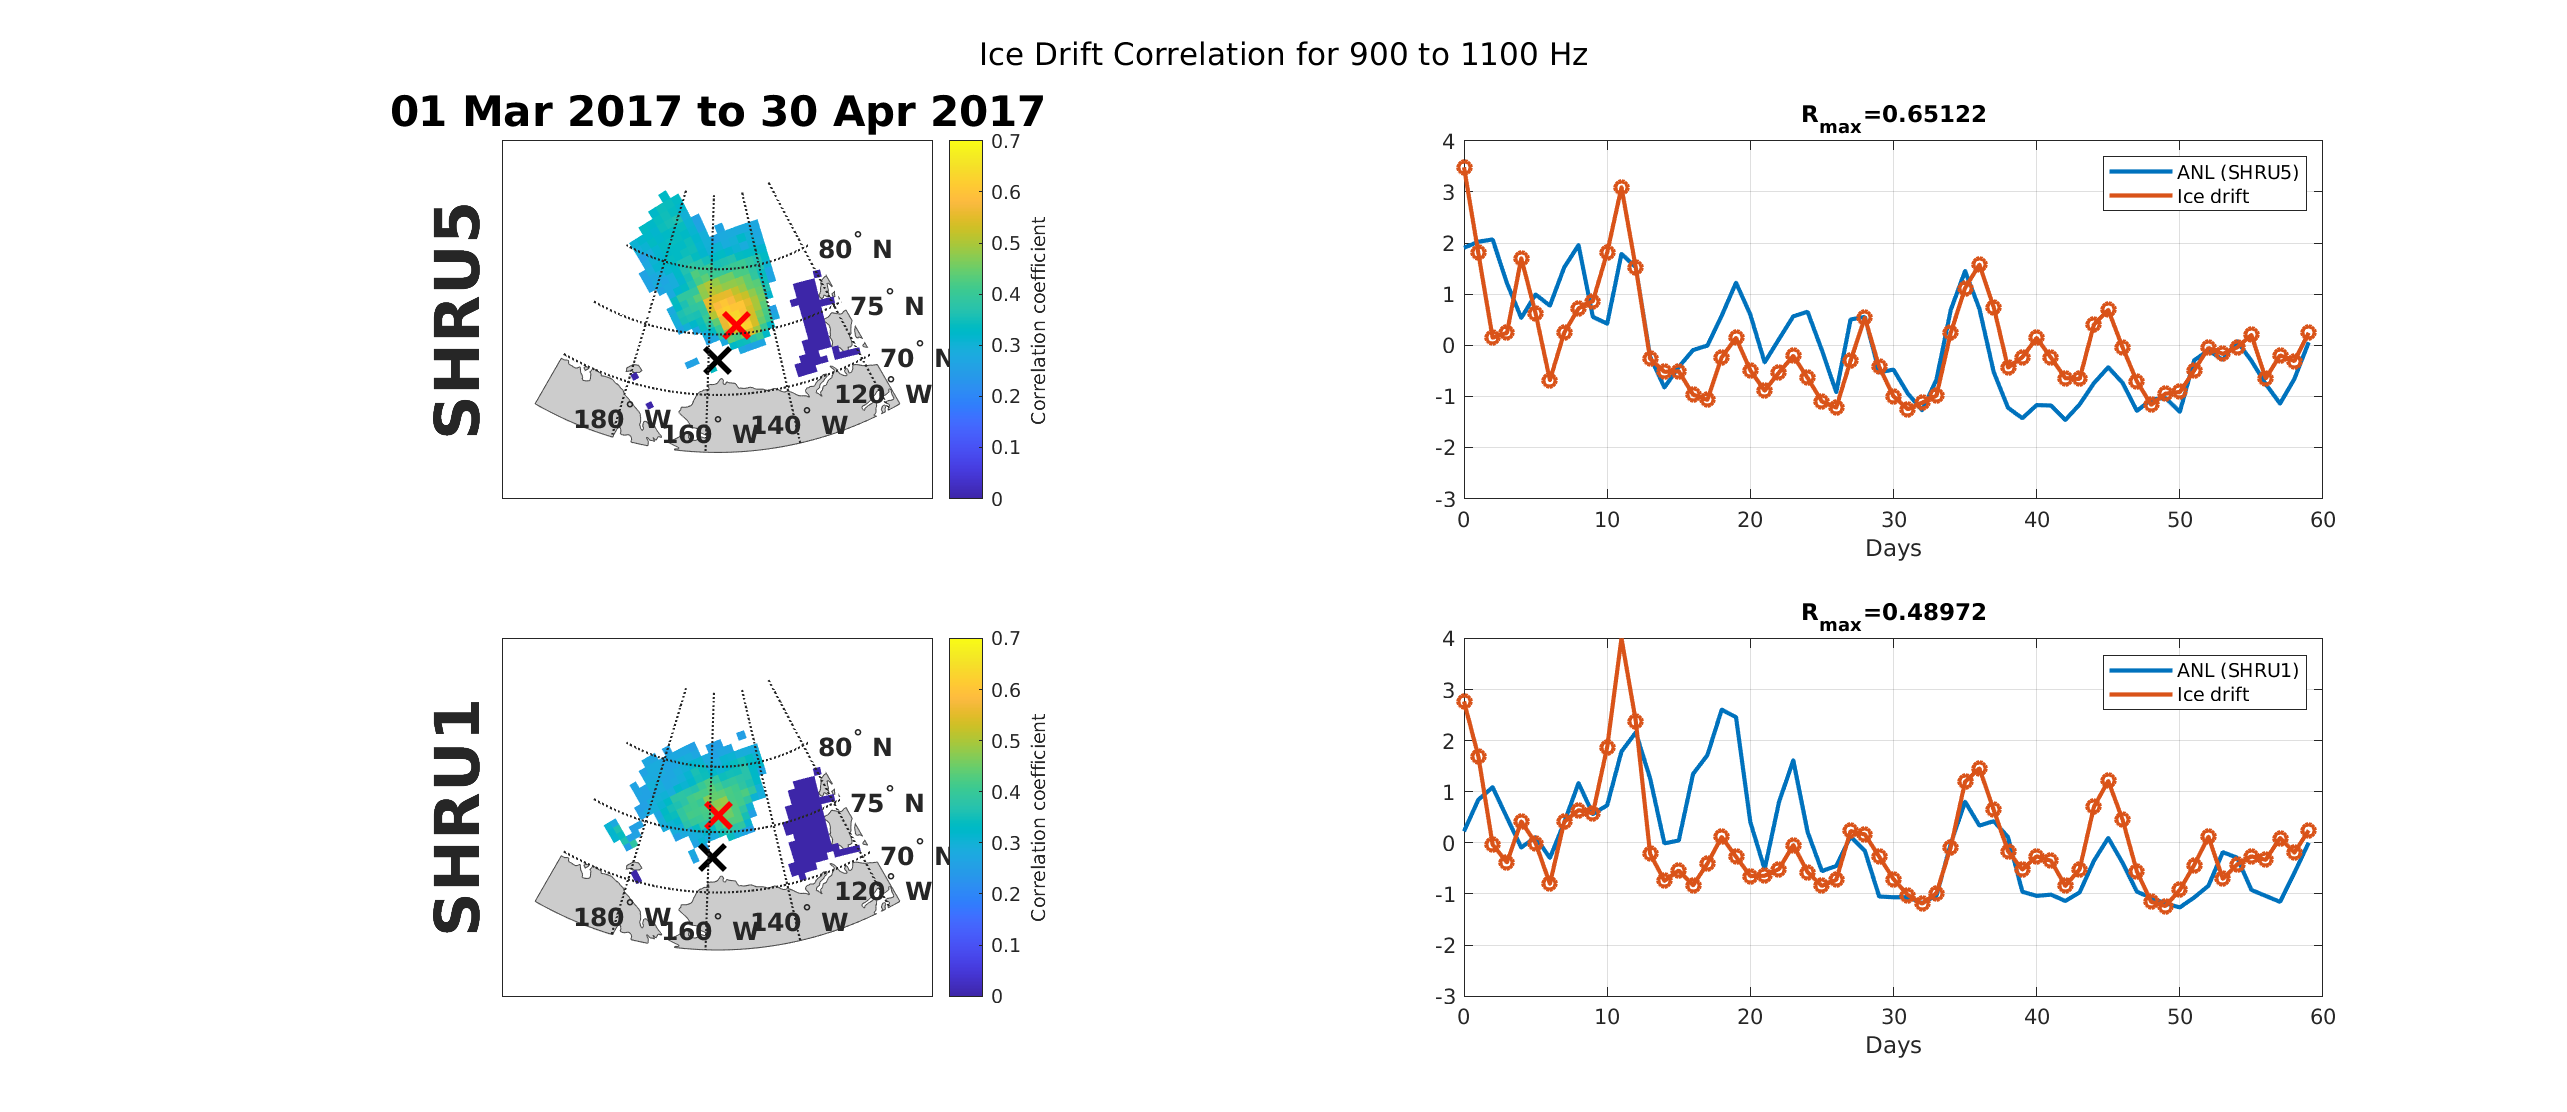 Ice Drift Correlation for 900 to 1100 Hz
01 Mar 2017 to 30 Apr 2017
SHRU5
80° N
75° N
70° N
120° W
180° W
160° W
140° W
0.7
0.6
0.5
0.4
0.3
0.2
0.1
0
Correlation coefficient
Rmax=0.65122
4
3
2
1
0
-1
-2
-3
0 10 20 30 40 50 60
Days
ANL (SHRU5)
Ice drift
SHRU1
80° N
75° N
70° N
120° W
180° W
160° W
140° W
0.7
0.6
0.5
0.4
0.3
0.2
0.1
0
Correlation coefficient
Rmax=0.48972
4
3
2
1
0
-1
-2
-3
0 10 20 30 40 50 60
Days
ANL (SHRU1)
Ice drift